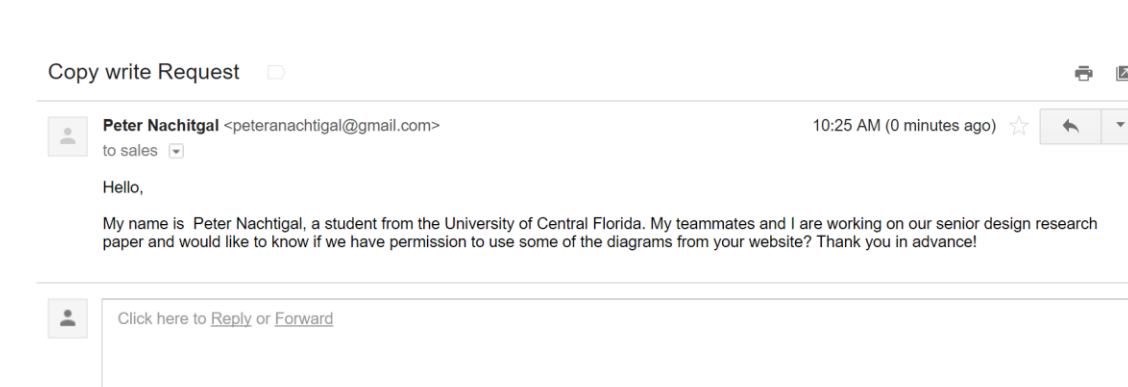 Copy write Request
Peter Nachitgal <peteranachtigal@gmail.com> 10:25 AM (0 minutes ago)
to sales
Hello,
My name is  Peter Nachtigal, a student from the University of Central Florida. My teammates and I are working on our senior design research
paper and would like to know if we have permission to use some of the diagrams from your website? Thank you in advance!
Click here to Reply or Forward